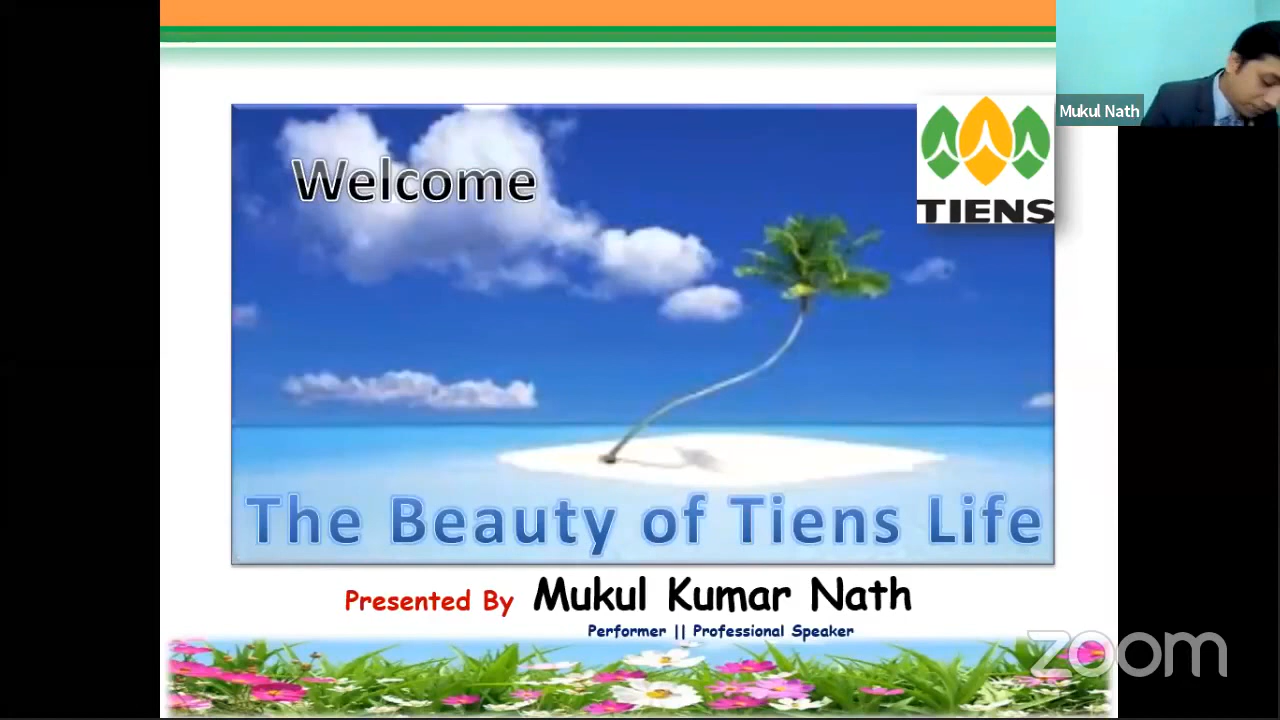 Welcome
TIENS
Mukul Nath
The Beauty of Tiens Life
Presented By Mukul Kumar Nath
Performer || Professional Speaker
zoom